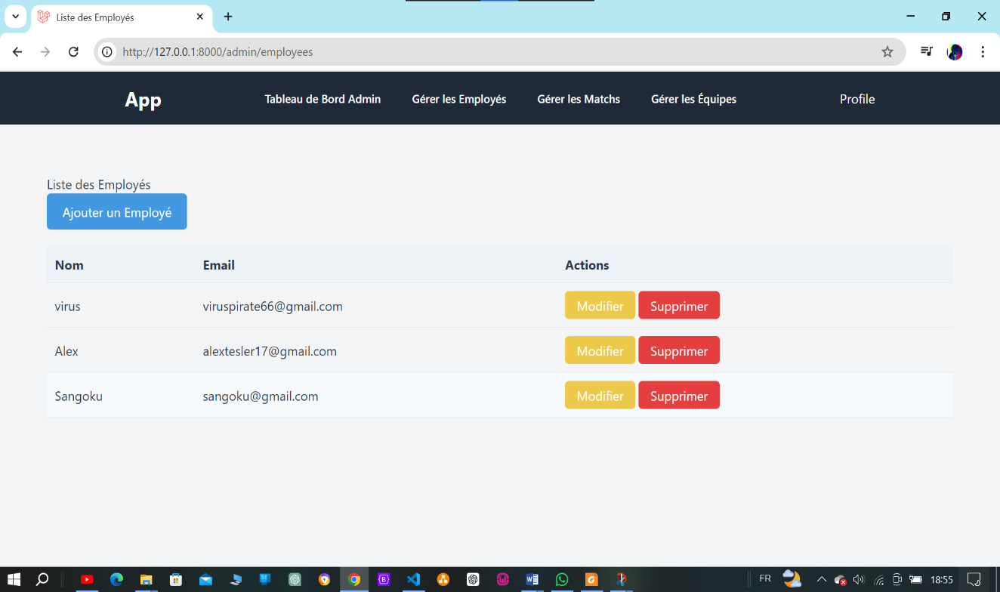 Liste des Employés
http://127.0.0.1:8000/admin/employees
App Tableau de Bord Admin Gérer les Employés Gérer les Matchs Gérer les Équipes Profile
Liste des Employés
Ajouter un Employé
Nom Email Actions
virus viruspirate66@gmail.com Modifier Supprimer
Alex alextesler17@gmail.com Modifier Supprimer
Sangoku sangoku@gmail.com Modifier Supprimer
FR 18:55